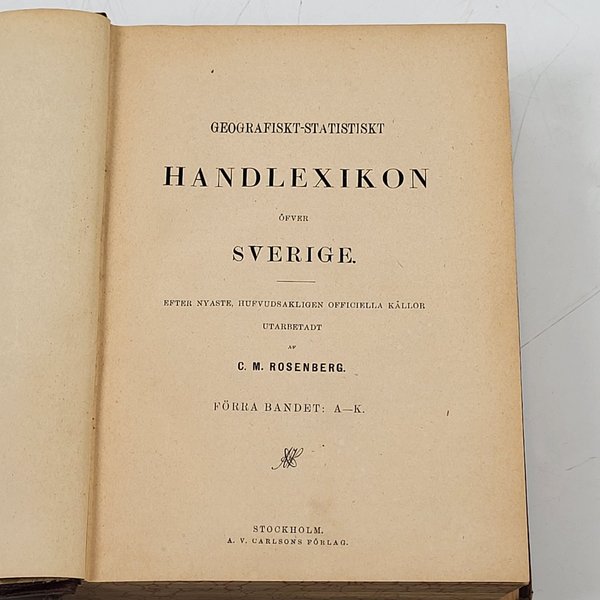 GEOGRAFISKT-STATISTISKT
HANDLEXIKON
ÖFVER
SVERIGE.
EFTER NYASTE, HUFVUDSAKLIGEN OFFICIELLA KÄLLOR
UTARBETADT
AF
C. M. ROSENBERG.
FÖRRA BANDET: A—K.
STOCKHOLM.
A. V. CARLSONS FÖRLAG.